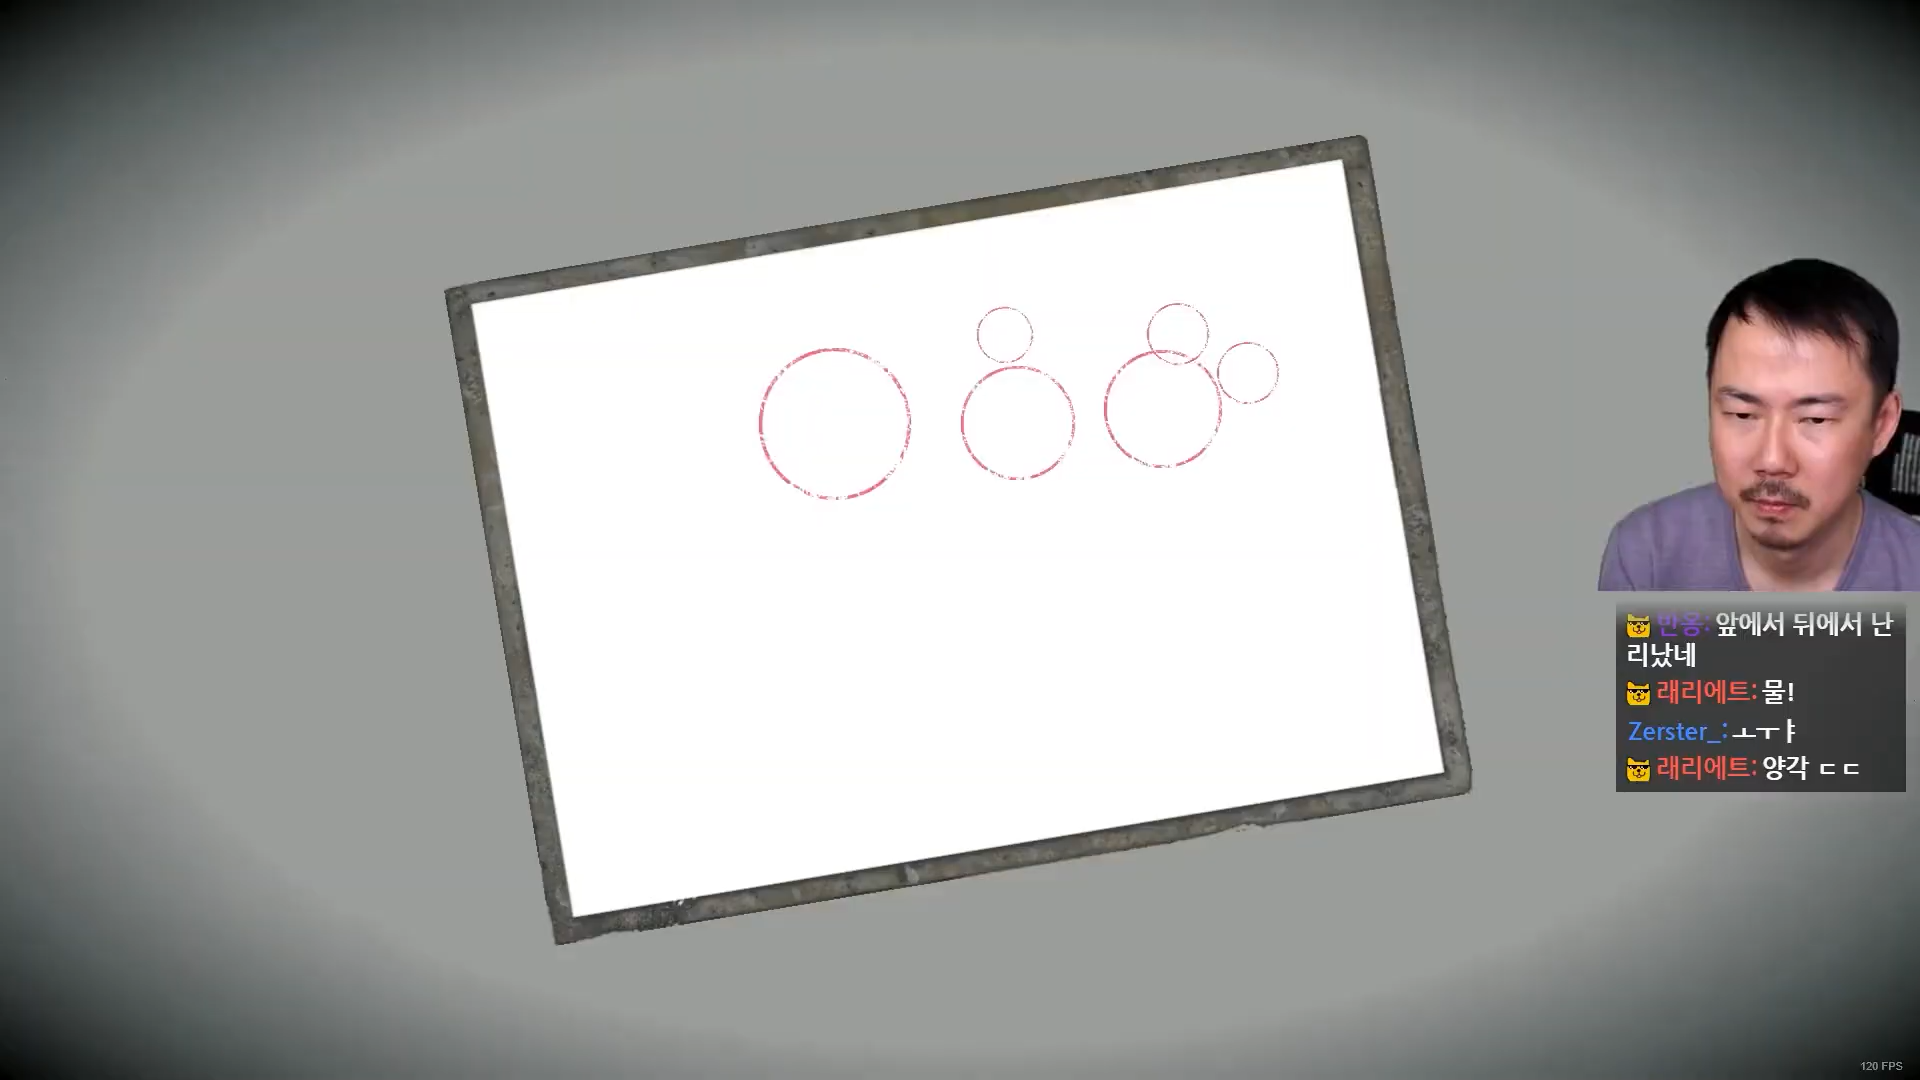 반옹: 앞에서 뒤에서 난
리났네
래리에트: 물!
Zerster_: ㅗㅜㅑ
래리에트: 양각 ㄷㄷ
120 FPS